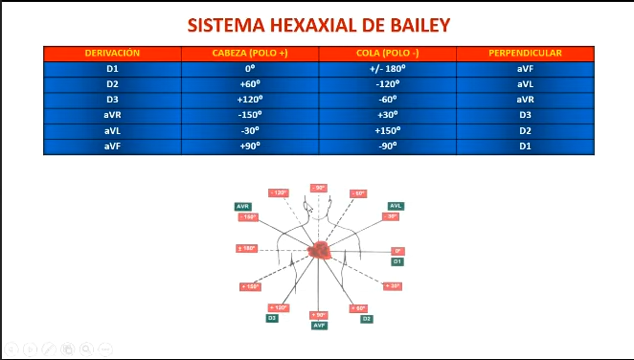 SISTEMA HEXAXIAL DE BAILEY
DERIVACIÓN CABEZA (POLO +) COLA (POLO -) PERPENDICULAR
D1 0º +/- 180º aVF
D2 +60º -120º aVL
D3 +120º -60º aVR
aVR -150º +30º D3
aVL -30º +150º D2
aVF +90º -90º D1
- 120º - 90º - 60º
AVR AVL
- 150º - 30º
± 180º 0º
D1
+ 150º + 30º
+ 120º + 90º + 60º
D3 AVF D2